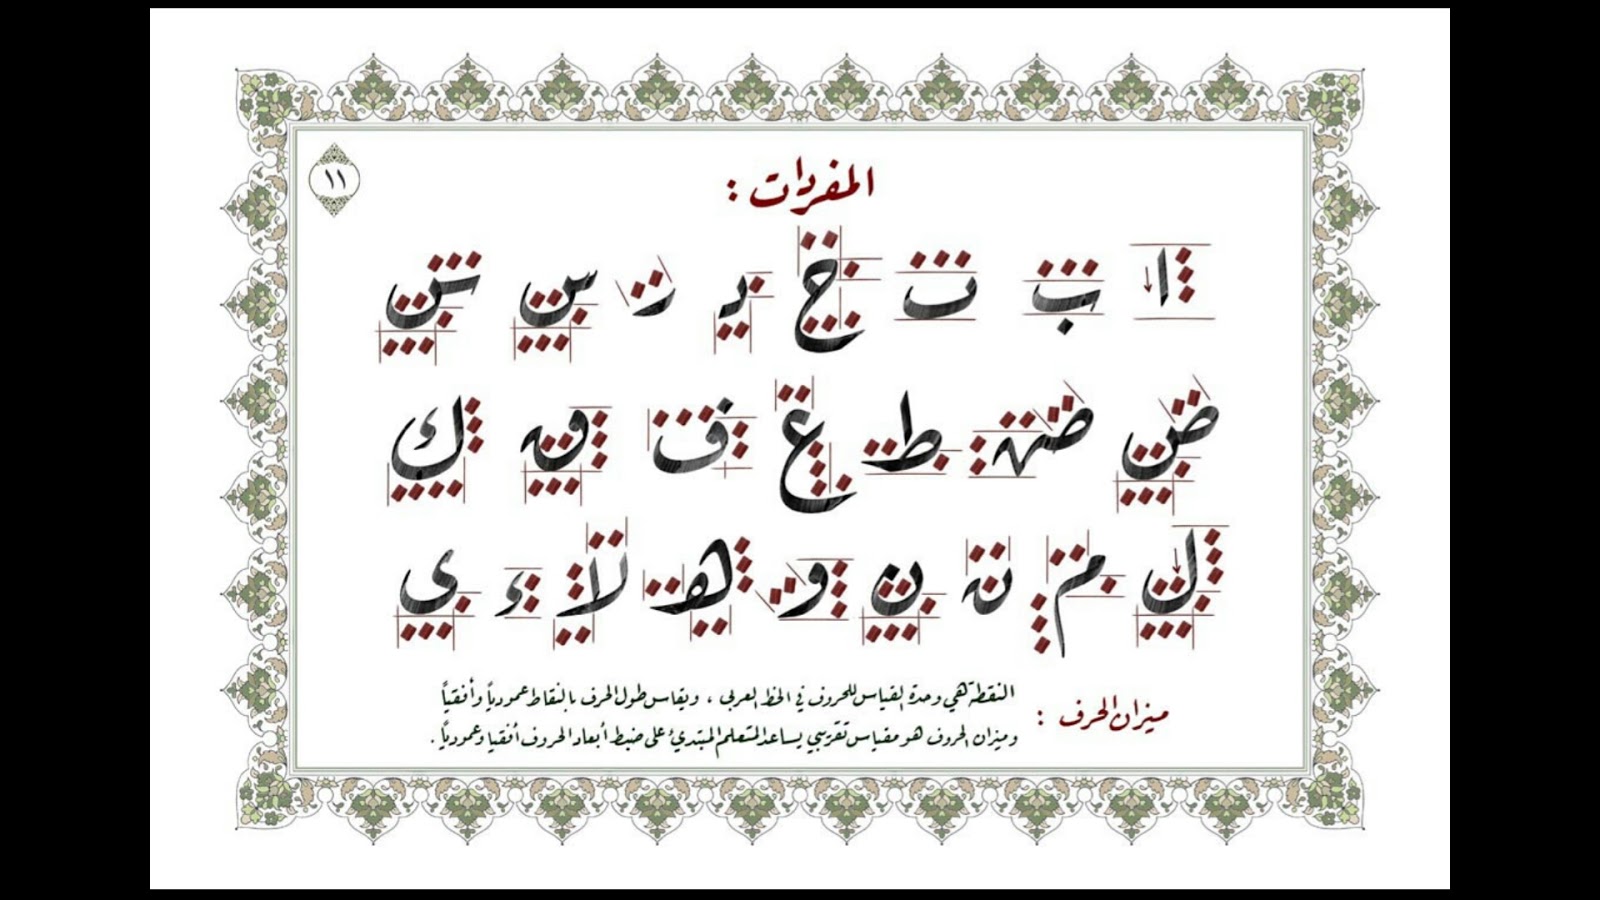 ١١
المفردات :
ا ب ت ج د ر س س
ص ض ط ع ف ق ك
ل م ن ن و هـ لا ء ي
ميزان الحرف : النقطة هي وحدة القياس للحروف في الخط العربي ، ويقاس طول الحرف بالنقاط عمودياً وأفقياً
وميزان الحروف هو مقياس تقريبي يساعد المتعلم المبتدئ على ضبط أبعاد الحروف أفقيا وعمودياً .